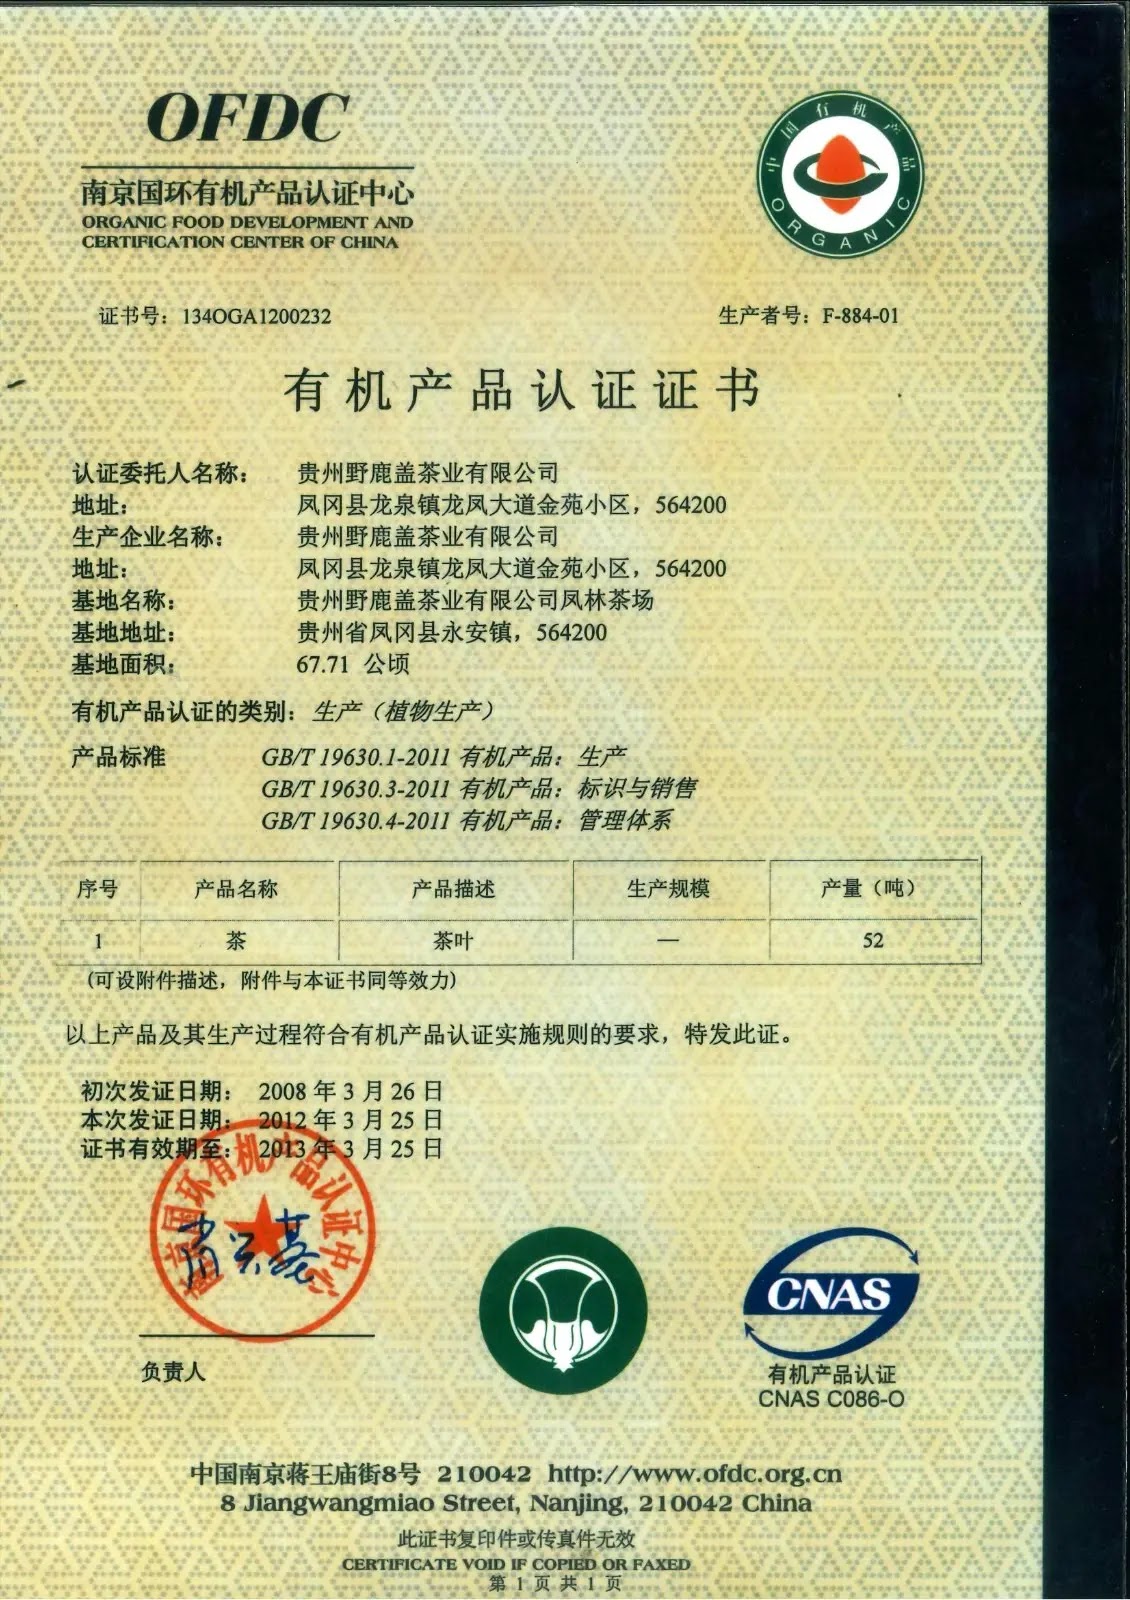 OFDC
南京国环有机产品认证中心
ORGANIC FOOD DEVELOPMENT AND
CERTIFICATION CENTER OF CHINA
中国有机产品
ORGANIC
证书号：134OGA1200232
生产者号：F-884-01
有机产品认证证书
认证委托人名称： 贵州野鹿盖茶业有限公司
地址： 凤冈县龙泉镇龙凤大道金苑小区，564200
生产企业名称： 贵州野鹿盖茶业有限公司
地址： 凤冈县龙泉镇龙凤大道金苑小区，564200
基地名称： 贵州野鹿盖茶业有限公司凤林茶场
基地地址： 贵州省凤冈县永安镇，564200
基地面积： 67.71 公顷
有机产品认证的类别：生产（植物生产）
产品标准 GB/T 19630.1-2011 有机产品：生产
GB/T 19630.3-2011 有机产品：标识与销售
GB/T 19630.4-2011 有机产品：管理体系
序号 产品名称 产品描述 生产规模 产量（吨）
1 茶 茶叶 — 52
(可设附件描述，附件与本证书同等效力)
以上产品及其生产过程符合有机产品认证实施规则的要求，特发此证。
初次发证日期： 2008 年 3 月 26 日
本次发证日期： 2012 年 3 月 25 日
证书有效期至： 2013 年 3 月 25 日
南京国环有机产品认证中心
负责人
CNAS
有机产品认证
CNAS C086-O
中国南京蒋王庙街8号 210042 http://www.ofdc.org.cn
8 Jiangwangmiao Street, Nanjing, 210042 China
此证书复印件或传真件无效
CERTIFICATE VOID IF COPIED OR FAXED
第 1 页 共 1 页